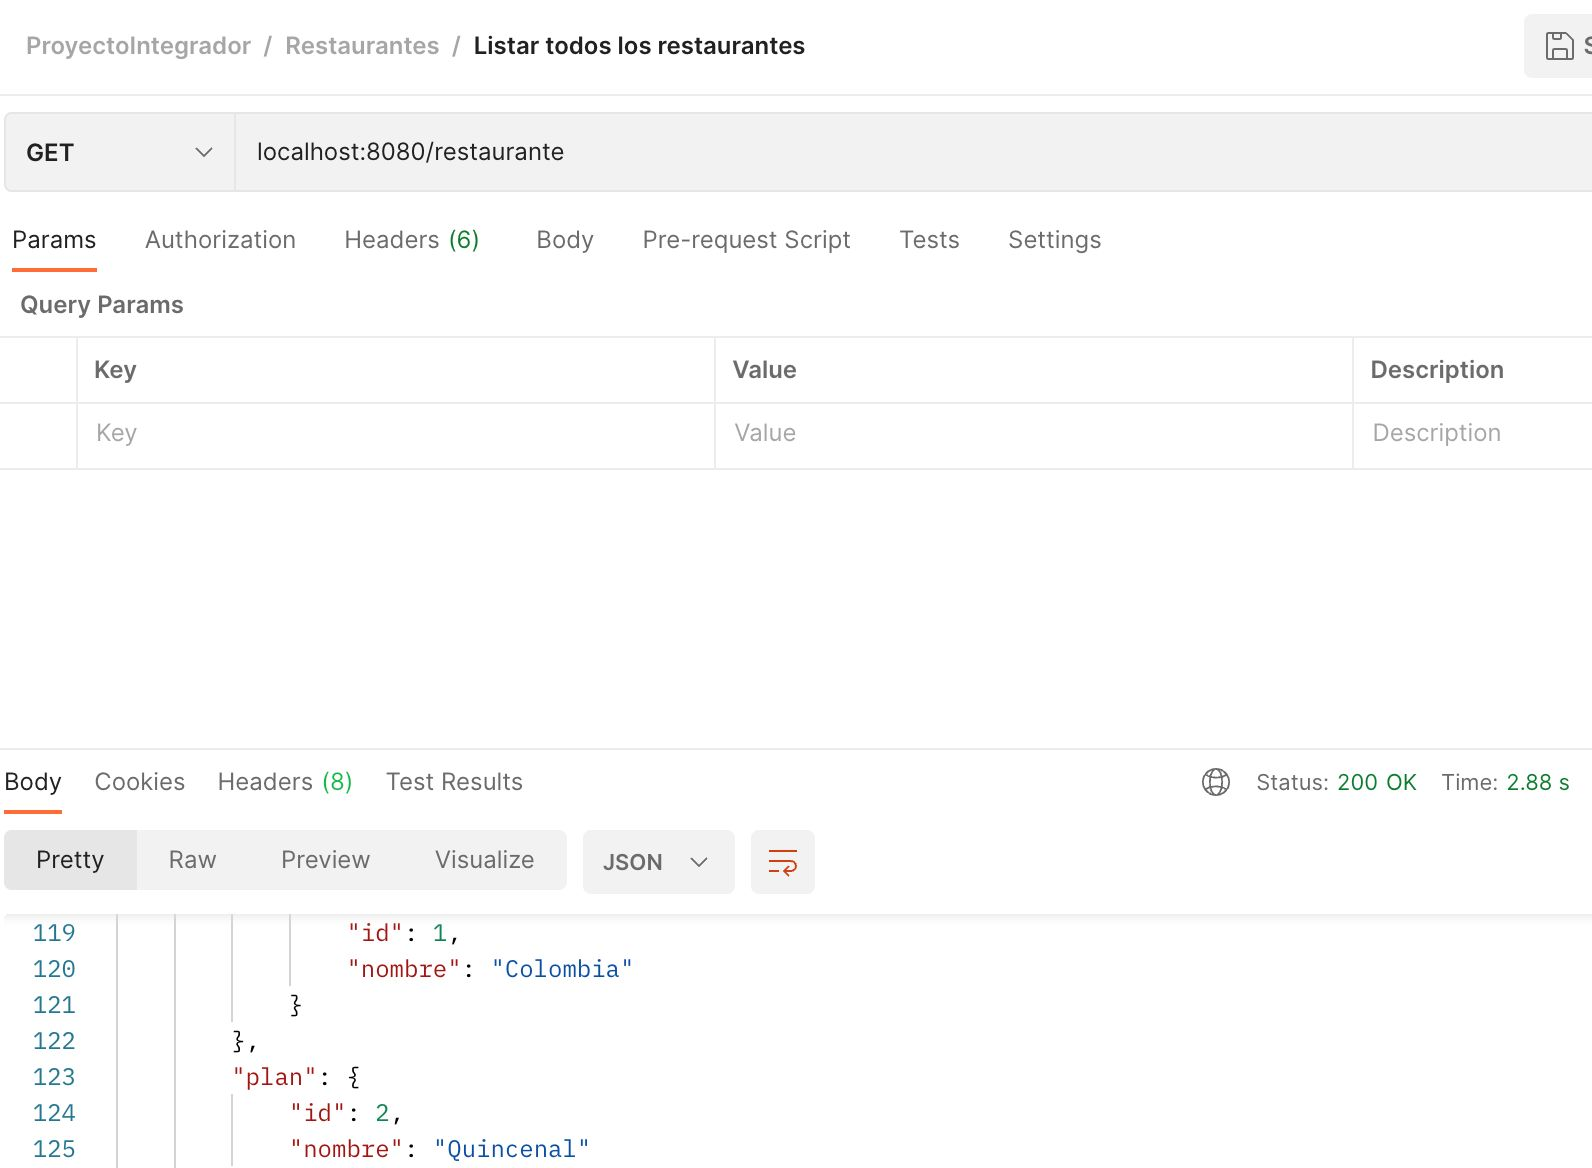 ProyectoIntegrador / Restaurantes / Listar todos los restaurantes
GET localhost:8080/restaurante
Params Authorization Headers (6) Body Pre-request Script Tests Settings
Query Params
Key Value Description
Key Value Description
Body Cookies Headers (8) Test Results Status: 200 OK Time: 2.88 s
Pretty Raw Preview Visualize JSON
119 "id": 1,
120 "nombre": "Colombia"
121 }
122 },
123 "plan": {
124 "id": 2,
125 "nombre": "Quincenal"